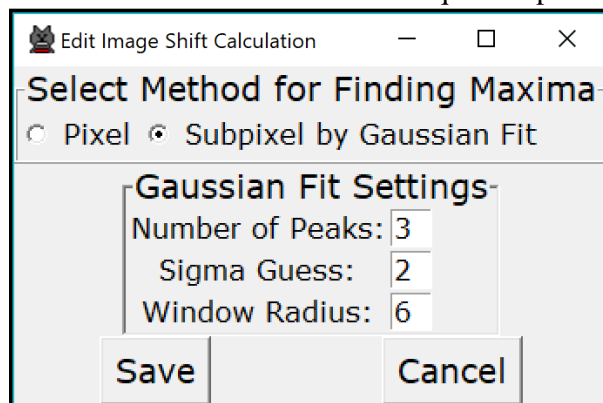 Edit Image Shift Calculation
Select Method for Finding Maxima
Pixel Subpixel by Gaussian Fit
Gaussian Fit Settings
Number of Peaks: 3
Sigma Guess: 2
Window Radius: 6
Save Cancel